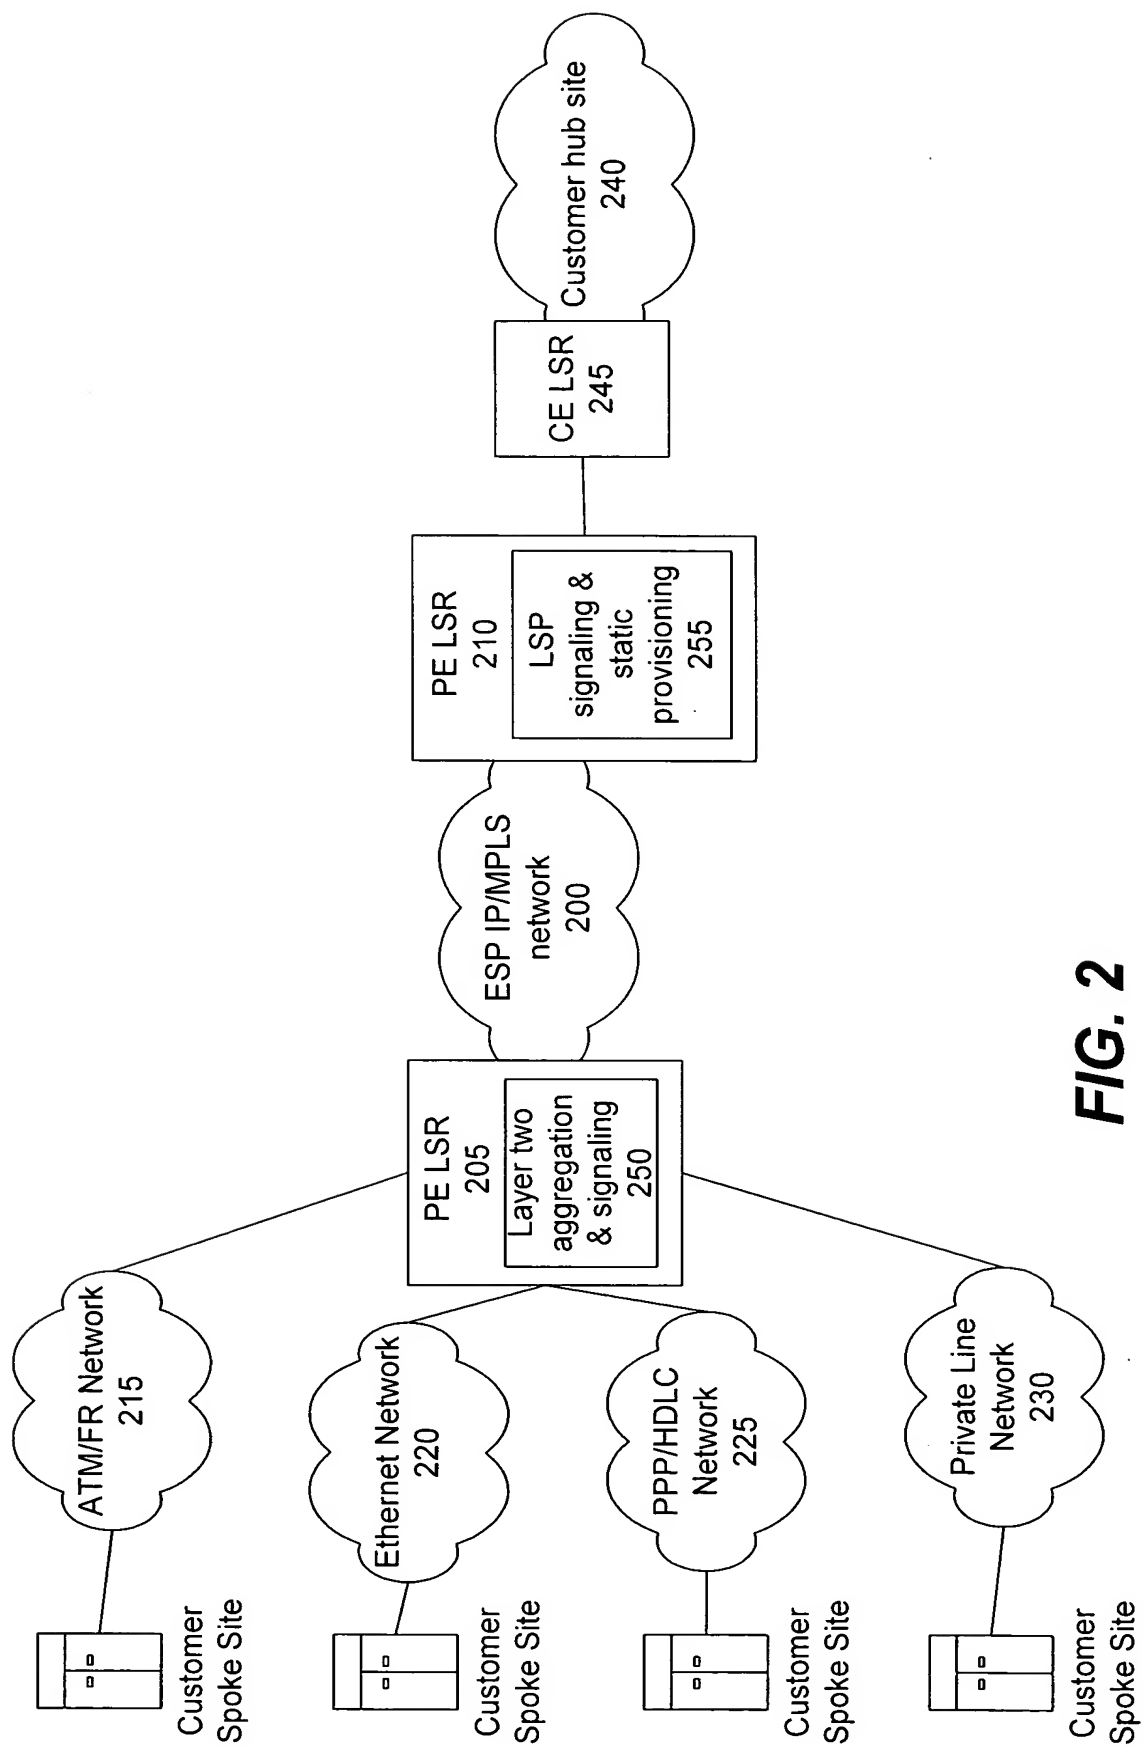 Customer
Spoke Site
Customer
Spoke Site
Customer
Spoke Site
Customer
Spoke Site
ATM/FR Network
215
Ethernet Network
220
PPP/HDLC
Network
225
Private Line
Network
230
PE LSR
205
Layer two
aggregation
& signaling
250
ESP IP/MPLS
network
200
PE LSR
210
LSP
signaling &
static
provisioning
255
CE LSR
245
Customer hub site
240
FIG. 2